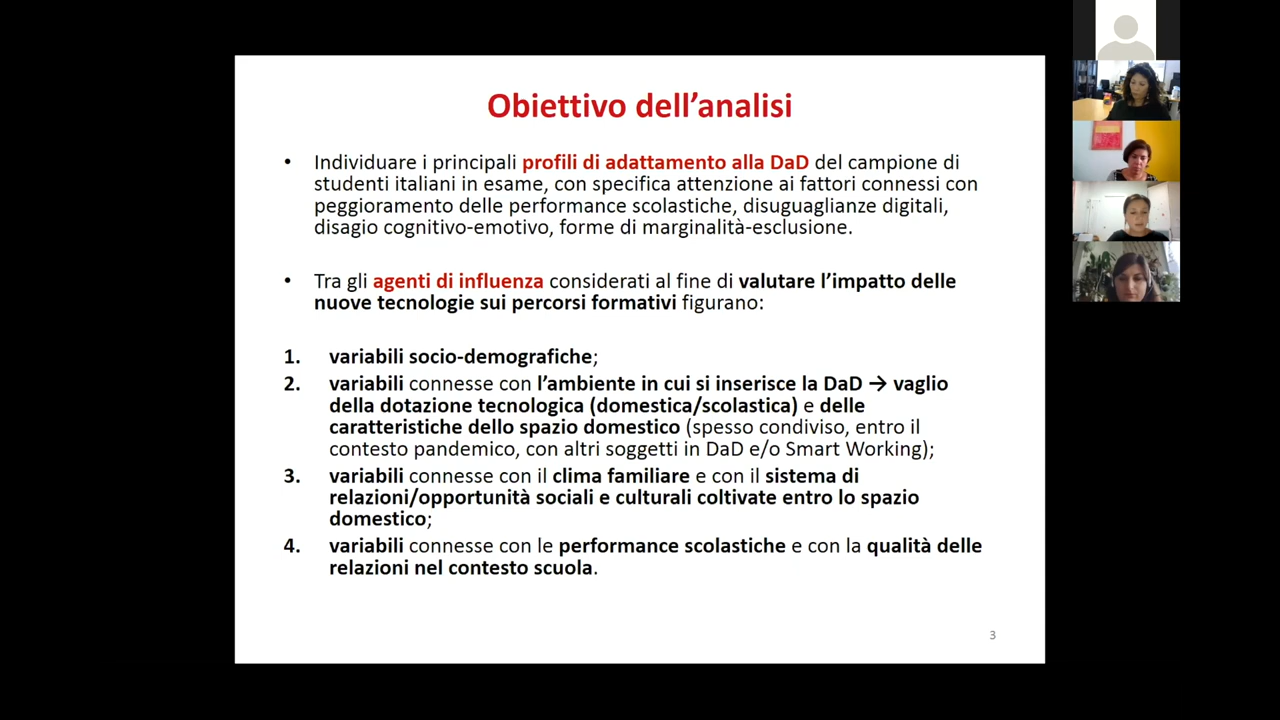 Obiettivo dell’analisi
• Individuare i principali profili di adattamento alla DaD del campione di
studenti italiani in esame, con specifica attenzione ai fattori connessi con
peggioramento delle performance scolastiche, disuguaglianze digitali,
disagio cognitivo-emotivo, forme di marginalità-esclusione.
• Tra gli agenti di influenza considerati al fine di valutare l’impatto delle
nuove tecnologie sui percorsi formativi figurano:
1. variabili socio-demografiche;
2. variabili connesse con l’ambiente in cui si inserisce la DaD → vaglio
della dotazione tecnologica (domestica/scolastica) e delle
caratteristiche dello spazio domestico (spesso condiviso, entro il
contesto pandemico, con altri soggetti in DaD e/o Smart Working);
3. variabili connesse con il clima familiare e con il sistema di
relazioni/opportunità sociali e culturali coltivate entro lo spazio
domestico;
4. variabili connesse con le performance scolastiche e con la qualità delle
relazioni nel contesto scuola.
3